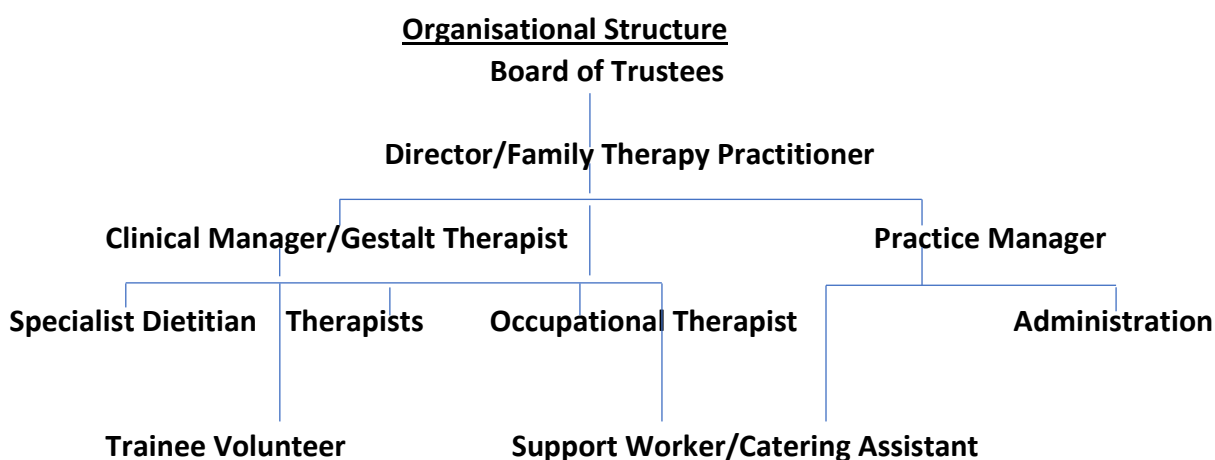 Organisational Structure
Board of Trustees
Director/Family Therapy Practitioner
Clinical Manager/Gestalt Therapist Practice Manager
Specialist Dietitian Therapists Occupational Therapist Administration
Trainee Volunteer Support Worker/Catering Assistant